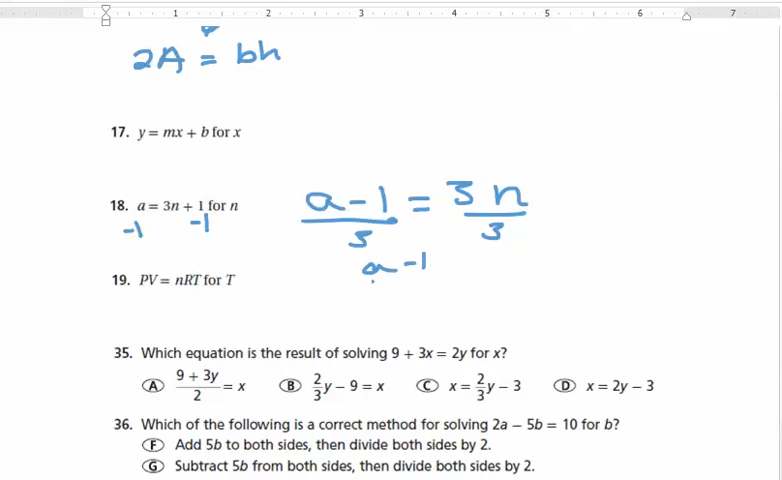 1 2 3 4 5 6 7
2A = bh
17. y = mx + b for x
a - 1 = 3 n
18. a = 3n + 1 for n
-1 -1
3 3
a -1
19. PV = nRT for T
35. Which equation is the result of solving 9 + 3x = 2y for x?
A 9 + 3y / 2 = x B 2/3 y − 9 = x C x = 2/3 y − 3 D x = 2y − 3
36. Which of the following is a correct method for solving 2a − 5b = 10 for b?
F Add 5b to both sides, then divide both sides by 2.
G Subtract 5b from both sides, then divide both sides by 2.